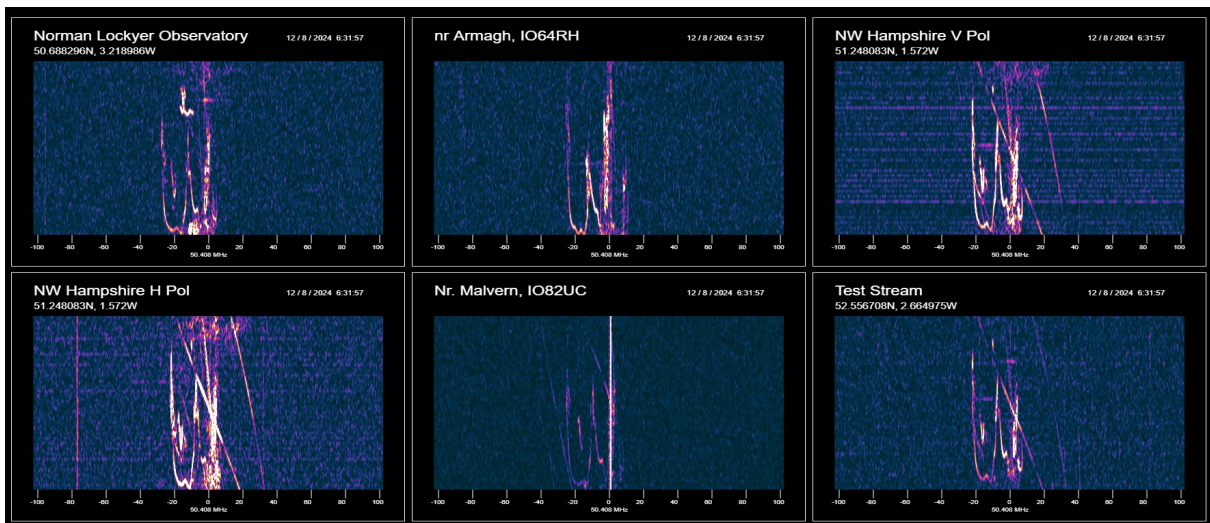 Norman Lockyer Observatory 12 / 8 / 2024 6:31:57
50.688296N, 3.218986W
-100 -80 -60 -40 -20 0 20 40 60 80 100
50.408 MHz
nr Armagh, IO64RH 12 / 8 / 2024 6:31:57
-100 -80 -60 -40 -20 0 20 40 60 80 100
50.408 MHz
NW Hampshire V Pol 12 / 8 / 2024 6:31:57
51.248083N, 1.572W
-100 -80 -60 -40 -20 0 20 40 60 80 100
50.408 MHz
NW Hampshire H Pol 12 / 8 / 2024 6:31:57
51.248083N, 1.572W
-100 -80 -60 -40 -20 0 20 40 60 80 100
50.408 MHz
Nr. Malvern, IO82UC 12 / 8 / 2024 6:31:57
-100 -80 -60 -40 -20 0 20 40 60 80 100
50.408 MHz
Test Stream 12 / 8 / 2024 6:31:57
52.556708N, 2.664975W
-100 -80 -60 -40 -20 0 20 40 60 80 100
50.408 MHz